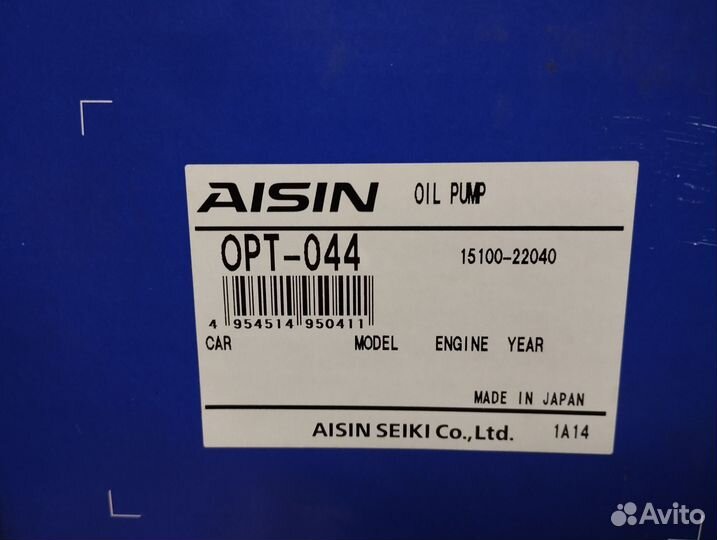 AISIN OIL PUMP
OPT-044 15100-22040
4 954514 950411
CAR MODEL ENGINE YEAR
MADE IN JAPAN
AISIN SEIKI Co.,Ltd. 1A14
Avito